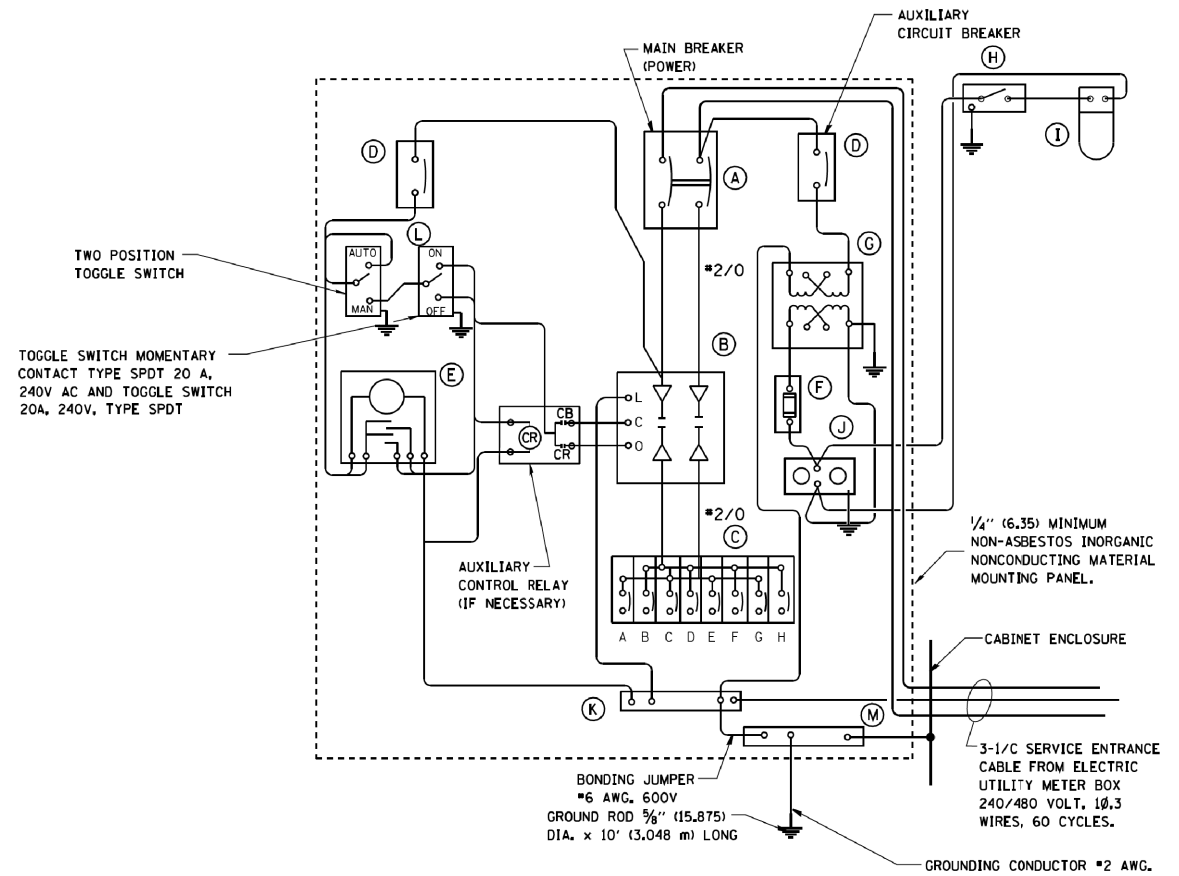 AUXILIARY
CIRCUIT BREAKER
MAIN BREAKER
(POWER)
H
I
D
A
D
L
G
TWO POSITION
TOGGLE SWITCH
AUTO
MAN
ON
OFF
#2/0
B
TOGGLE SWITCH MOMENTARY
CONTACT TYPE SPDT 20 A,
240V AC AND TOGGLE SWITCH
20A, 240V, TYPE SPDT
E
F
L
C
O
CB
CR
CR
J
#2/0
C
AUXILIARY
CONTROL RELAY
(IF NECESSARY)
1/4" (6.35) MINIMUM
NON-ASBESTOS INORGANIC
NONCONDUCTING MATERIAL
MOUNTING PANEL.
A B C D E F G H
CABINET ENCLOSURE
K
M
3-1/C SERVICE ENTRANCE
CABLE FROM ELECTRIC
UTILITY METER BOX
240/480 VOLT, 1Ø,3
WIRES, 60 CYCLES.
BONDING JUMPER
#6 AWG. 600V
GROUND ROD 5/8" (15.875)
DIA. x 10' (3.048 m) LONG
GROUNDING CONDUCTOR #2 AWG.